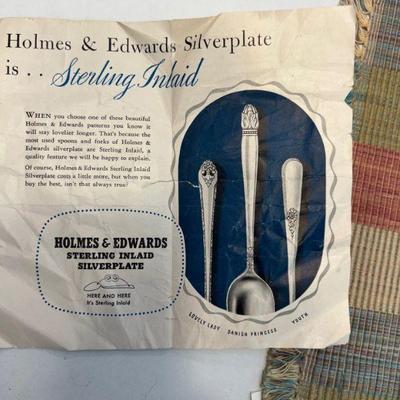 Holmes & Edwards Silverplate
is . . Sterling Inlaid
WHEN you choose one of these beautiful
Holmes & Edwards patterns you know it
will stay lovelier longer. That's because the
most used spoons and forks of Holmes &
Edwards silverplate are Sterling Inlaid, a
quality feature we will be happy to explain.
Of course, Holmes & Edwards Sterling Inlaid
Silverplate costs a little more, but when you
buy the best, isn't that always true?
HOLMES & EDWARDS
STERLING INLAID
SILVERPLATE
HERE AND HERE
It's Sterling Inlaid
LOVELY LADY DANISH PRINCESS YOUTH